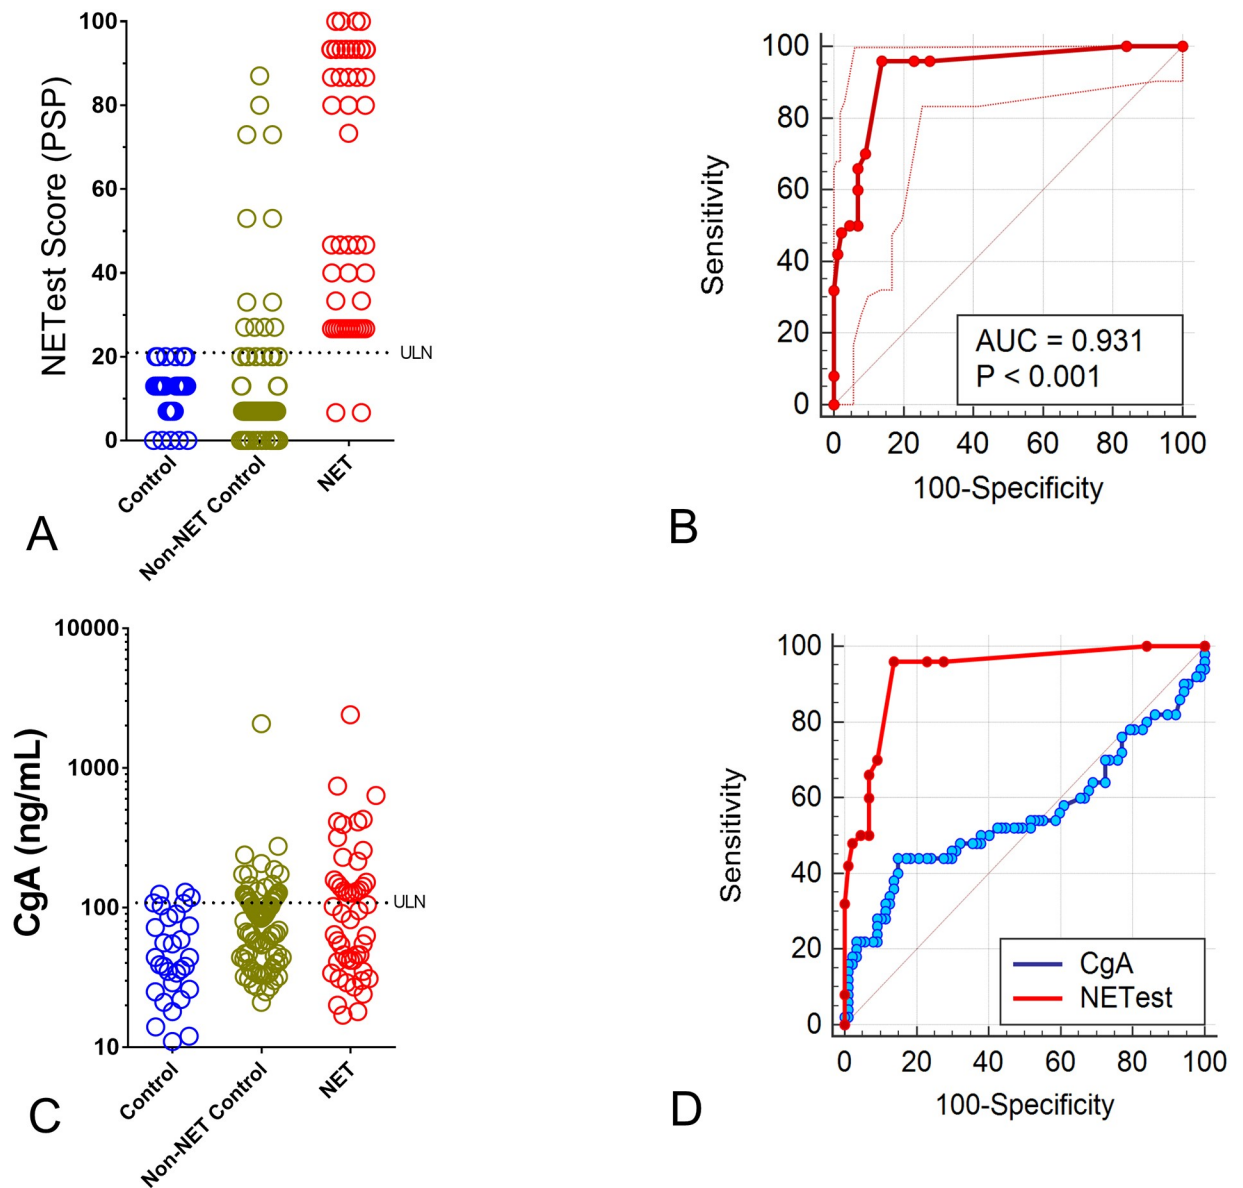 NETest Score (PSP)
100
80
60
40
20
0
ULN
Control
Non-NET Control
NET
A
Sensitivity
100
80
60
40
20
0
AUC = 0.931
P < 0.001
0 20 40 60 80 100
100-Specificity
B
CgA (ng/mL)
10000
1000
100
10
ULN
Control
Non-NET Control
NET
C
Sensitivity
100
80
60
40
20
0
CgA
NETest
0 20 40 60 80 100
100-Specificity
D